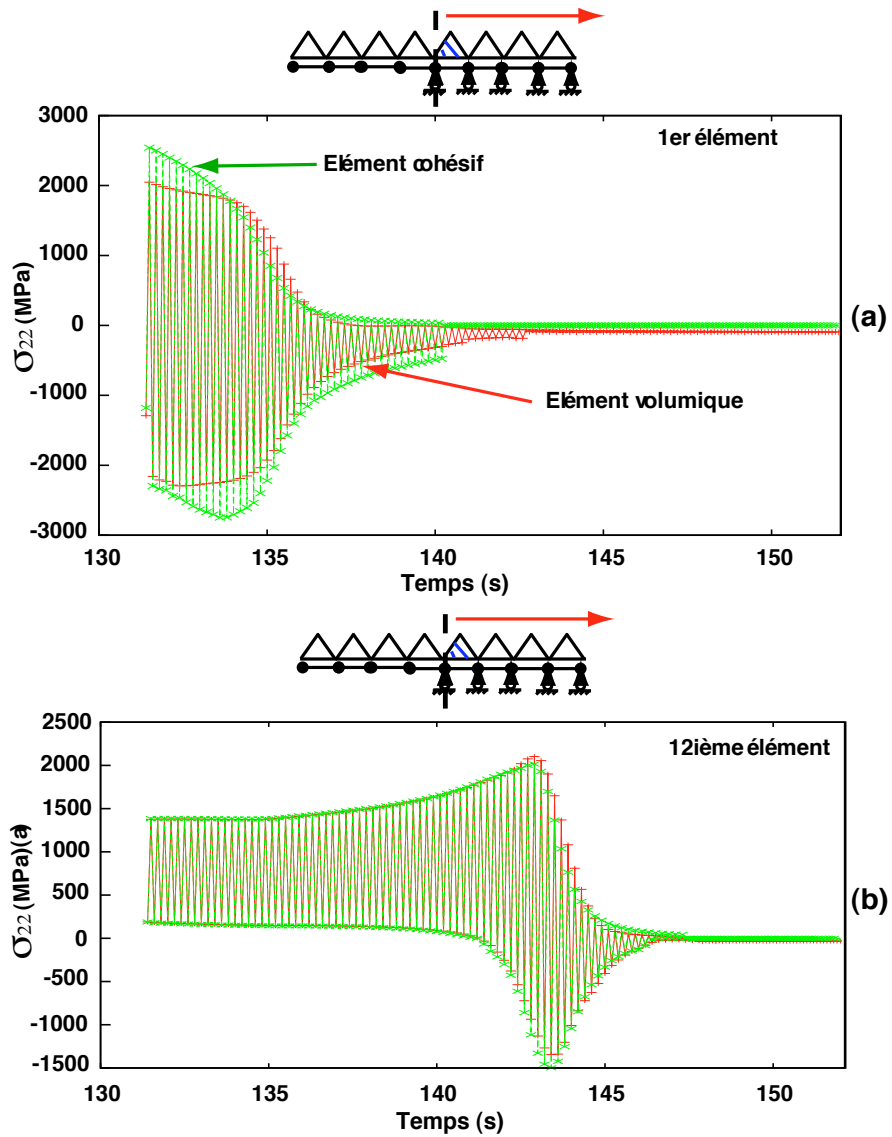 3000
1er élément
Elément cohésif
2000
1000
σ22 (MPa)
0
(a)
-1000
Elément volumique
-2000
-3000
130 135 140 145 150
Temps (s)
2500
12ième élément
2000
1500
σ22 (MPa)(a)
1000
500
(b)
0
-500
-1000
-1500
130 135 140 145 150
Temps (s)